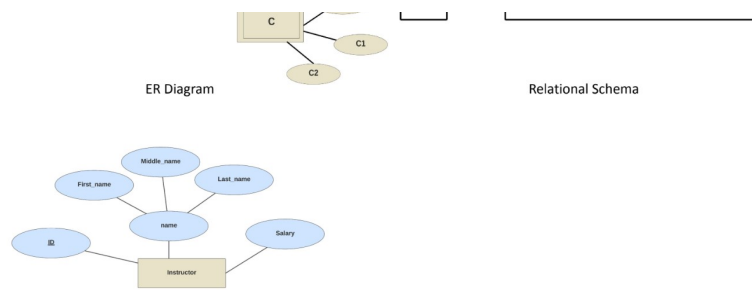 C
C1
C2
ER Diagram
Relational Schema
Middle_name
First_name
Last_name
name
Salary
ID
Instructor